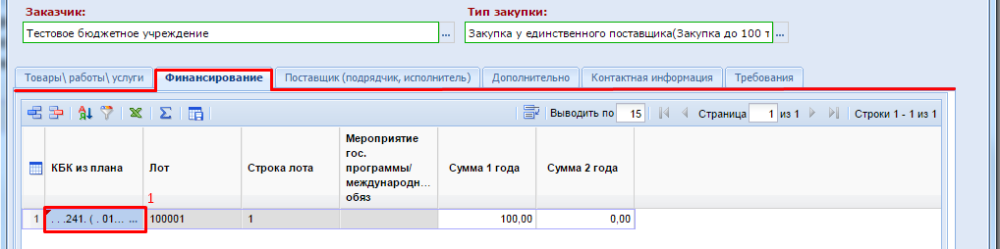 Заказчик: Тип закупки:
Тестовое бюджетное учреждение ... Закупка у единственного поставщика(Закупка до 100 т ...
Товары\ работы\ услуги Финансирование Поставщик (подрядчик, исполнитель) Дополнительно Контактная информация Требования
Выводить по 15 Страница 1 из 1 Строки 1 - 1 из 1
КБК из плана Лот Строка лота Мероприятие
гос.
программы/
международн...
обяз Сумма 1 года Сумма 2 года
1
1 . . .241. ( . 01... ... 100001 1 100,00 0,00